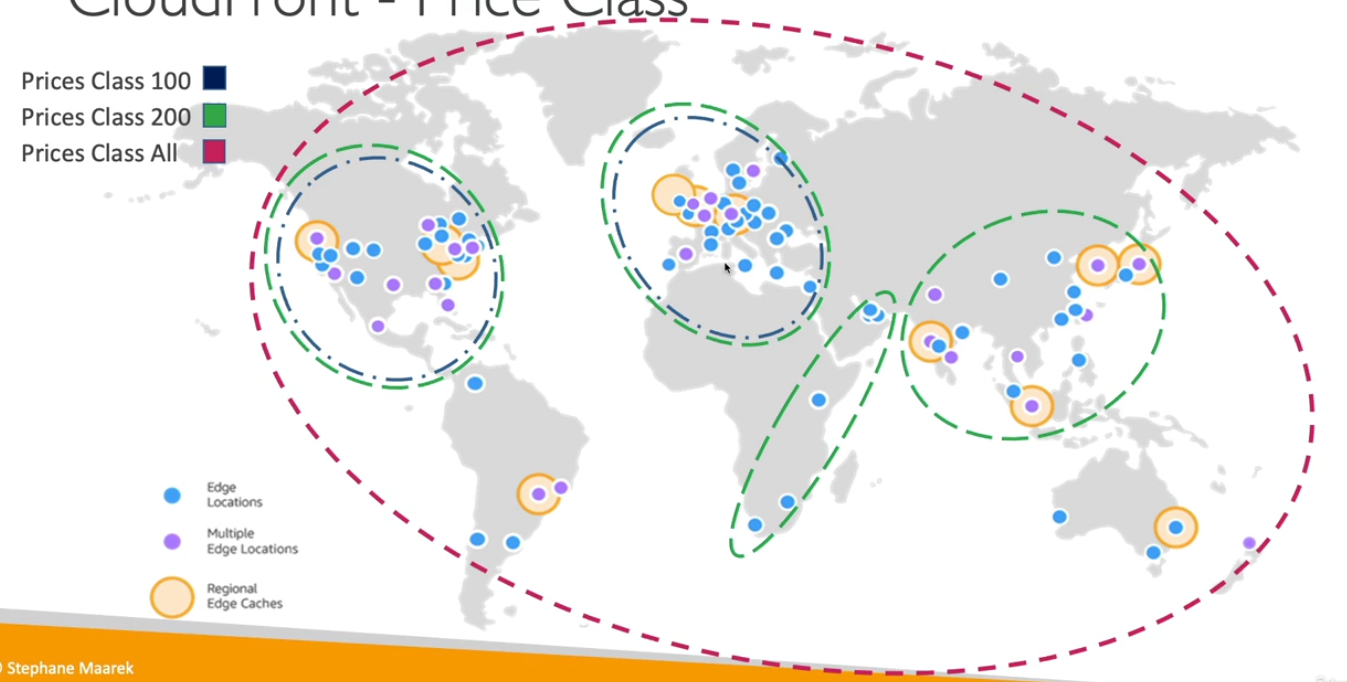 CloudFront - Price Class
Prices Class 100
Prices Class 200
Prices Class All
Edge
Locations
Multiple
Edge Locations
Regional
Edge Caches
Stephane Maarek